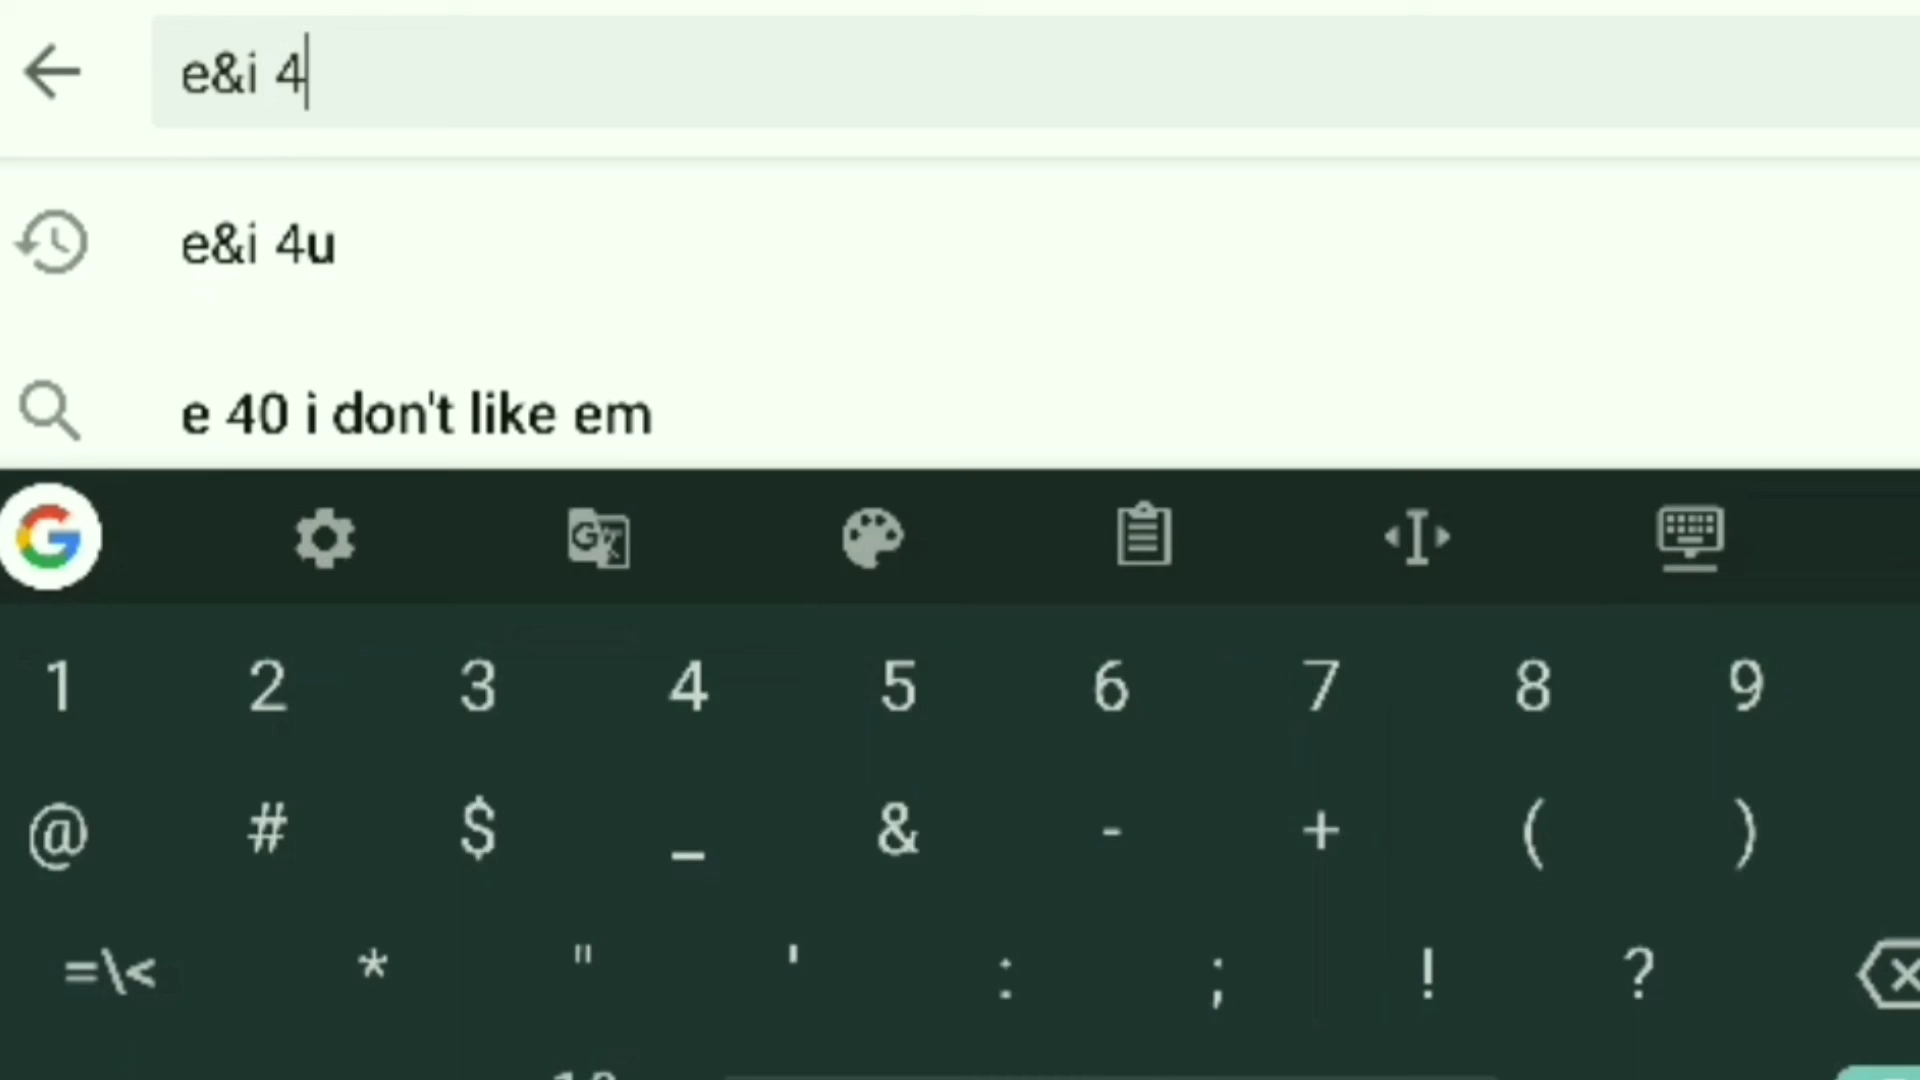 e&i 4
e&i 4u
e 40 i don't like em
G
1 2 3 4 5 6 7 8 9
@ # $ _ & - + ( )
=\< * " ' : ; ! ?